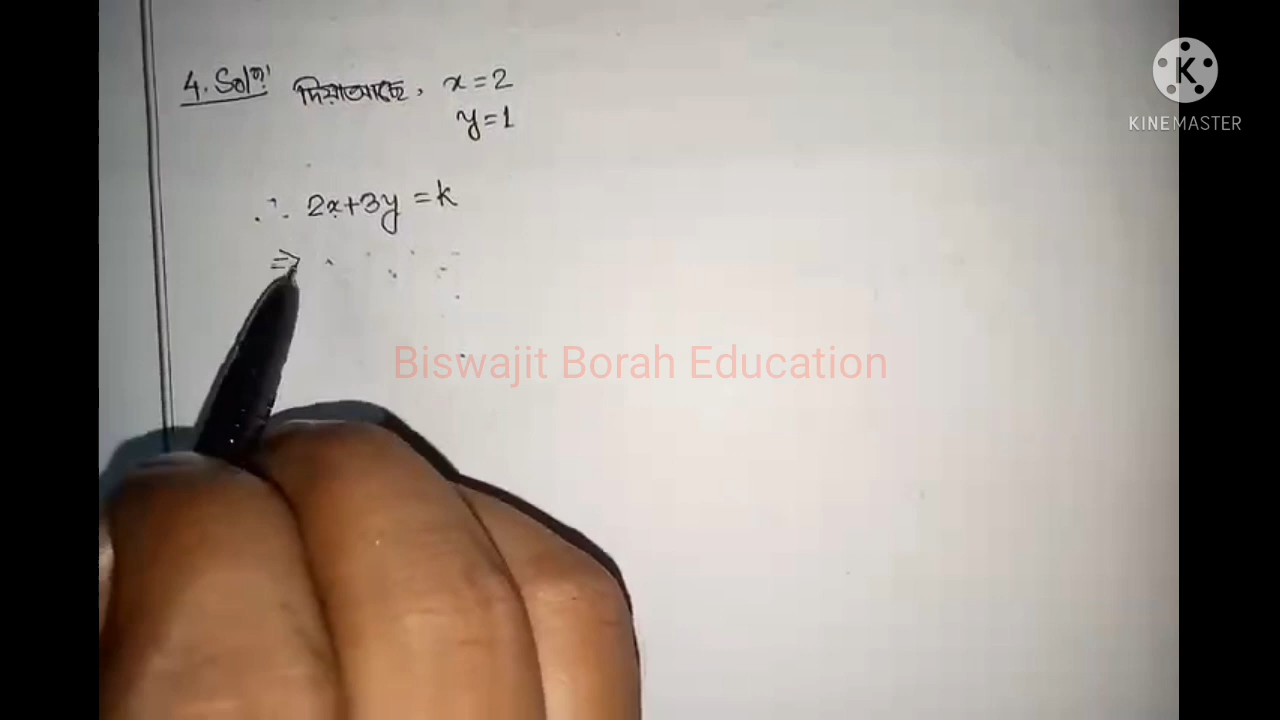 4. Solⁿ: দিয়া আছে, x = 2
y = 1
∴ 2x+3y = k
⇒
Biswajit Borah Education
K
KINEMASTER